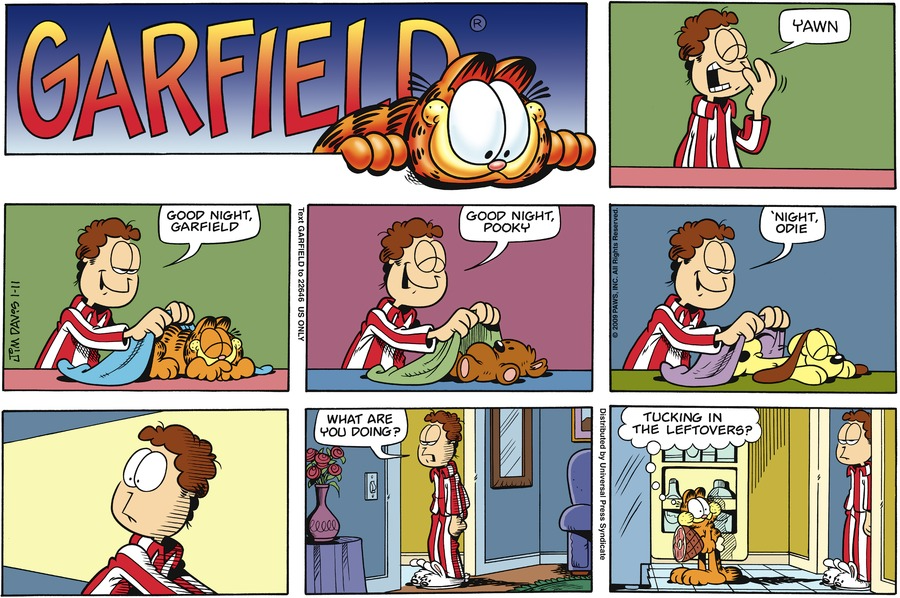 GARFIELD
®
YAWN
GOOD NIGHT,
GARFIELD
JIM DAVIS 1-11
Text GARFIELD to 22646 US ONLY
GOOD NIGHT,
POOKY
© 2009 PAWS, INC. All Rights Reserved.
'NIGHT,
ODIE
WHAT ARE
YOU DOING?
Distributed by Universal Press Syndicate
TUCKING IN
THE LEFTOVERS?